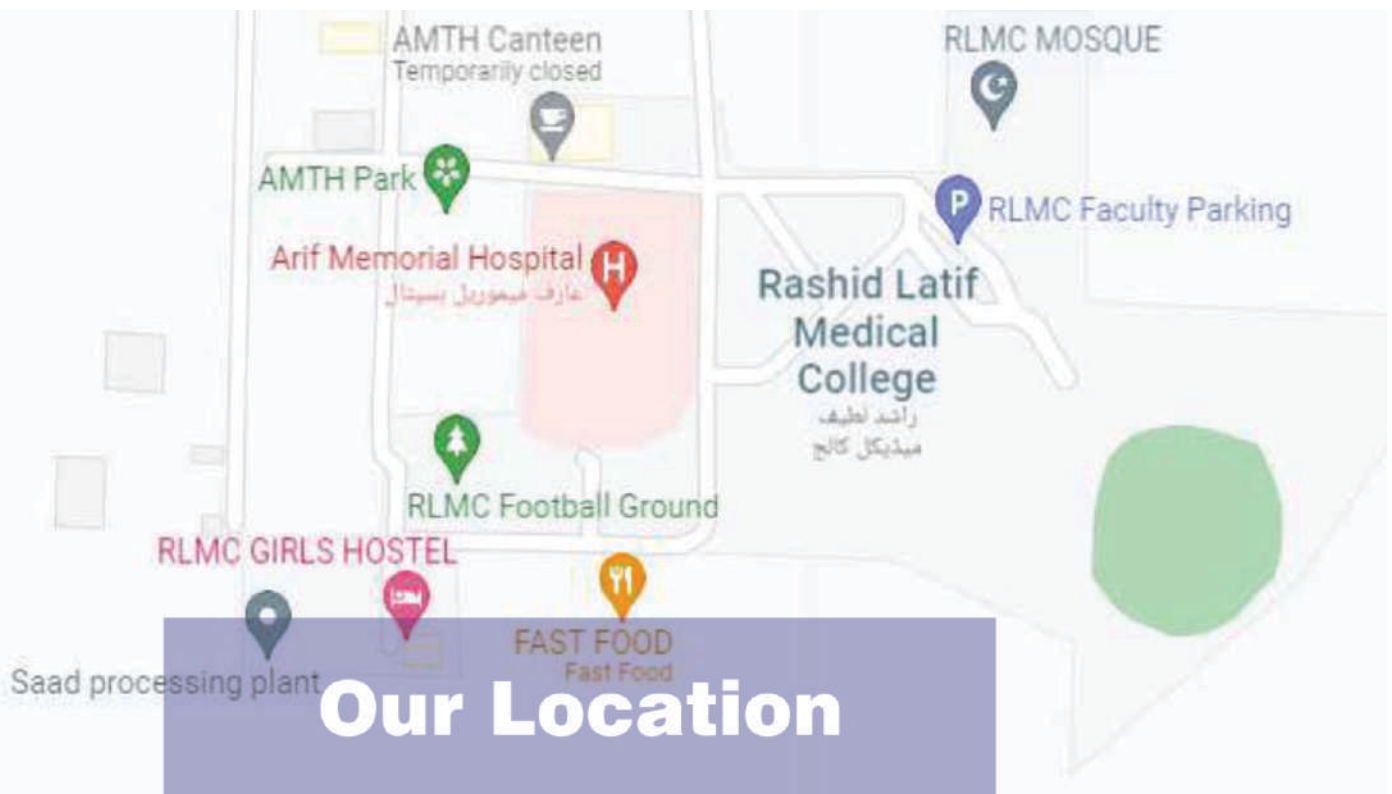 AMTH Canteen
Temporarily closed
RLMC MOSQUE
AMTH Park
P
RLMC Faculty Parking
Arif Memorial Hospital
H
عارف میموریل ہسپتال
Rashid Latif
Medical
College
راشد لطیف
میڈیکل کالج
RLMC Football Ground
RLMC GIRLS HOSTEL
FAST FOOD
Fast Food
Saad processing plant
Our Location